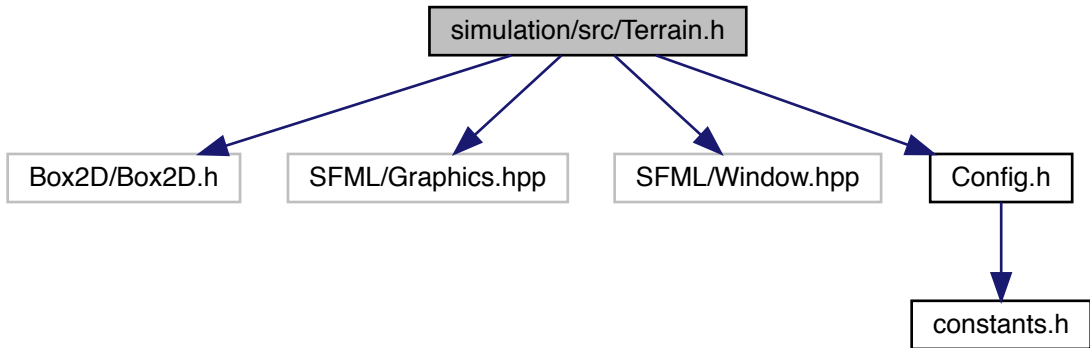 simulation/src/Terrain.h
Box2D/Box2D.h
SFML/Graphics.hpp
SFML/Window.hpp
Config.h
constants.h